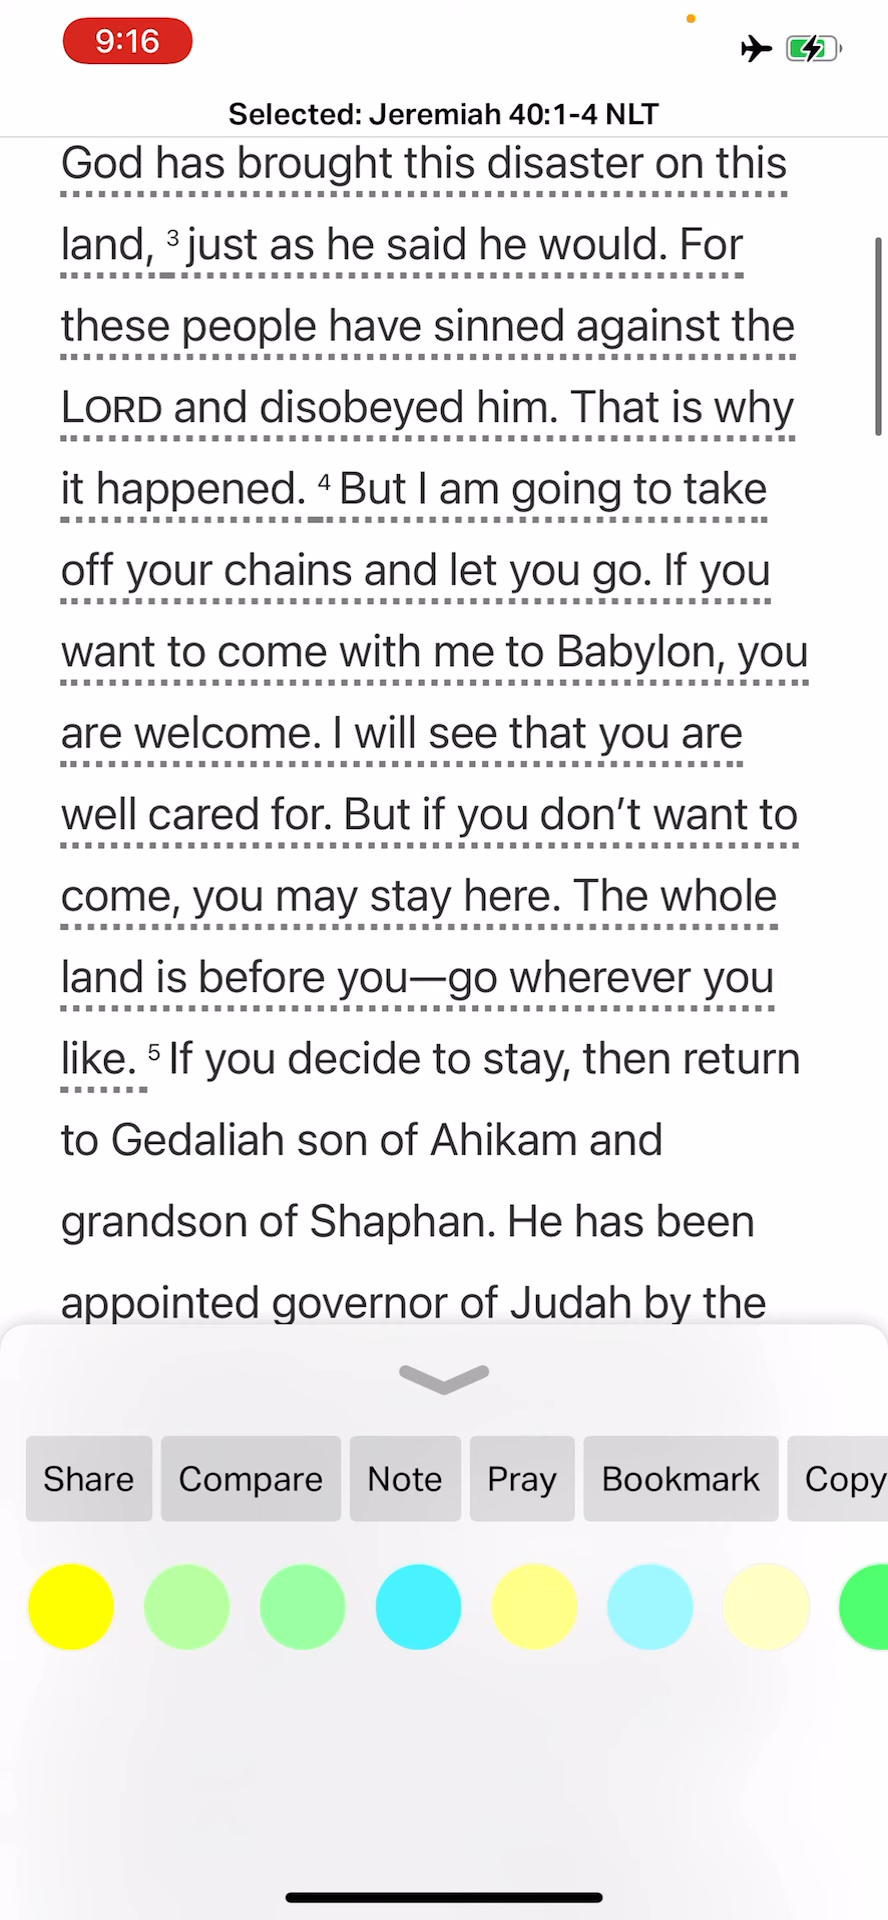 9:16
Selected: Jeremiah 40:1-4 NLT
God has brought this disaster on this
land, 3 just as he said he would. For
these people have sinned against the
LORD and disobeyed him. That is why
it happened. 4 But I am going to take
off your chains and let you go. If you
want to come with me to Babylon, you
are welcome. I will see that you are
well cared for. But if you don’t want to
come, you may stay here. The whole
land is before you—go wherever you
like. 5 If you decide to stay, then return
to Gedaliah son of Ahikam and
grandson of Shaphan. He has been
appointed governor of Judah by the
Share Compare Note Pray Bookmark Copy